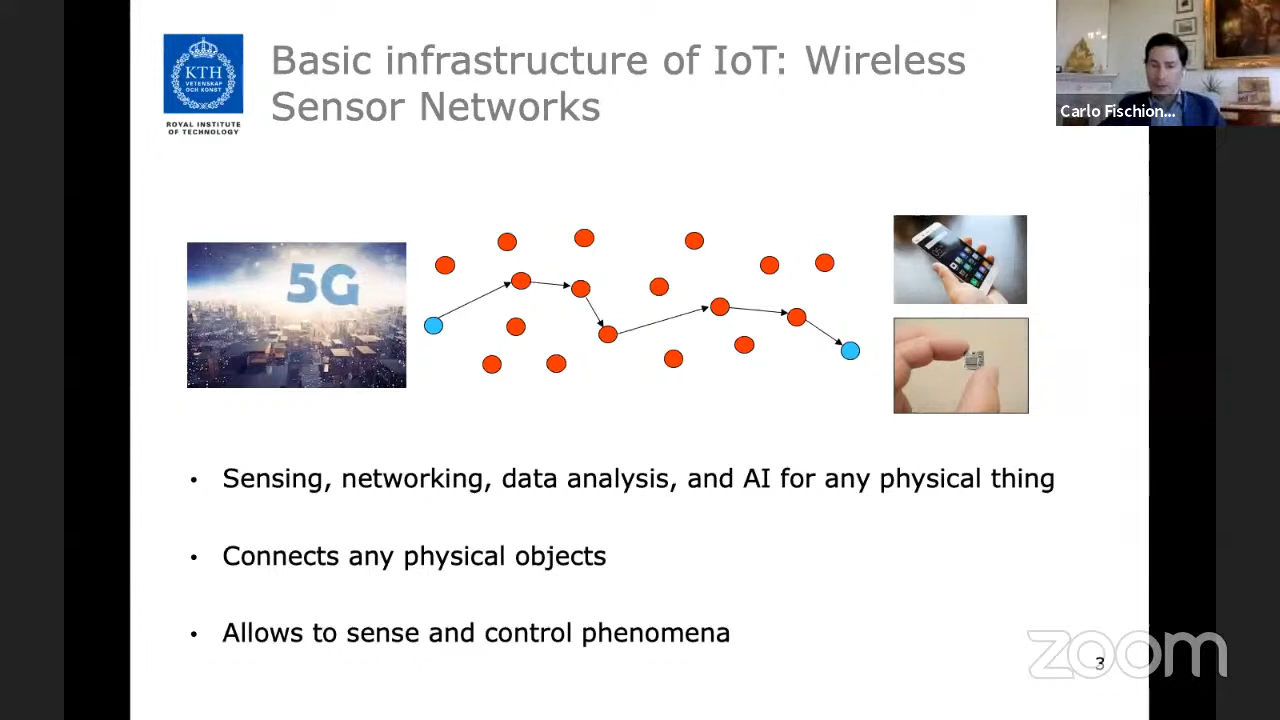 Basic infrastructure of IoT: Wireless
Sensor Networks
KTH
VETENSKAP
OCH KONST
ROYAL INSTITUTE
OF TECHNOLOGY
Carlo Fischion...
5G
• Sensing, networking, data analysis, and AI for any physical thing
• Connects any physical objects
• Allows to sense and control phenomena
zoom
3